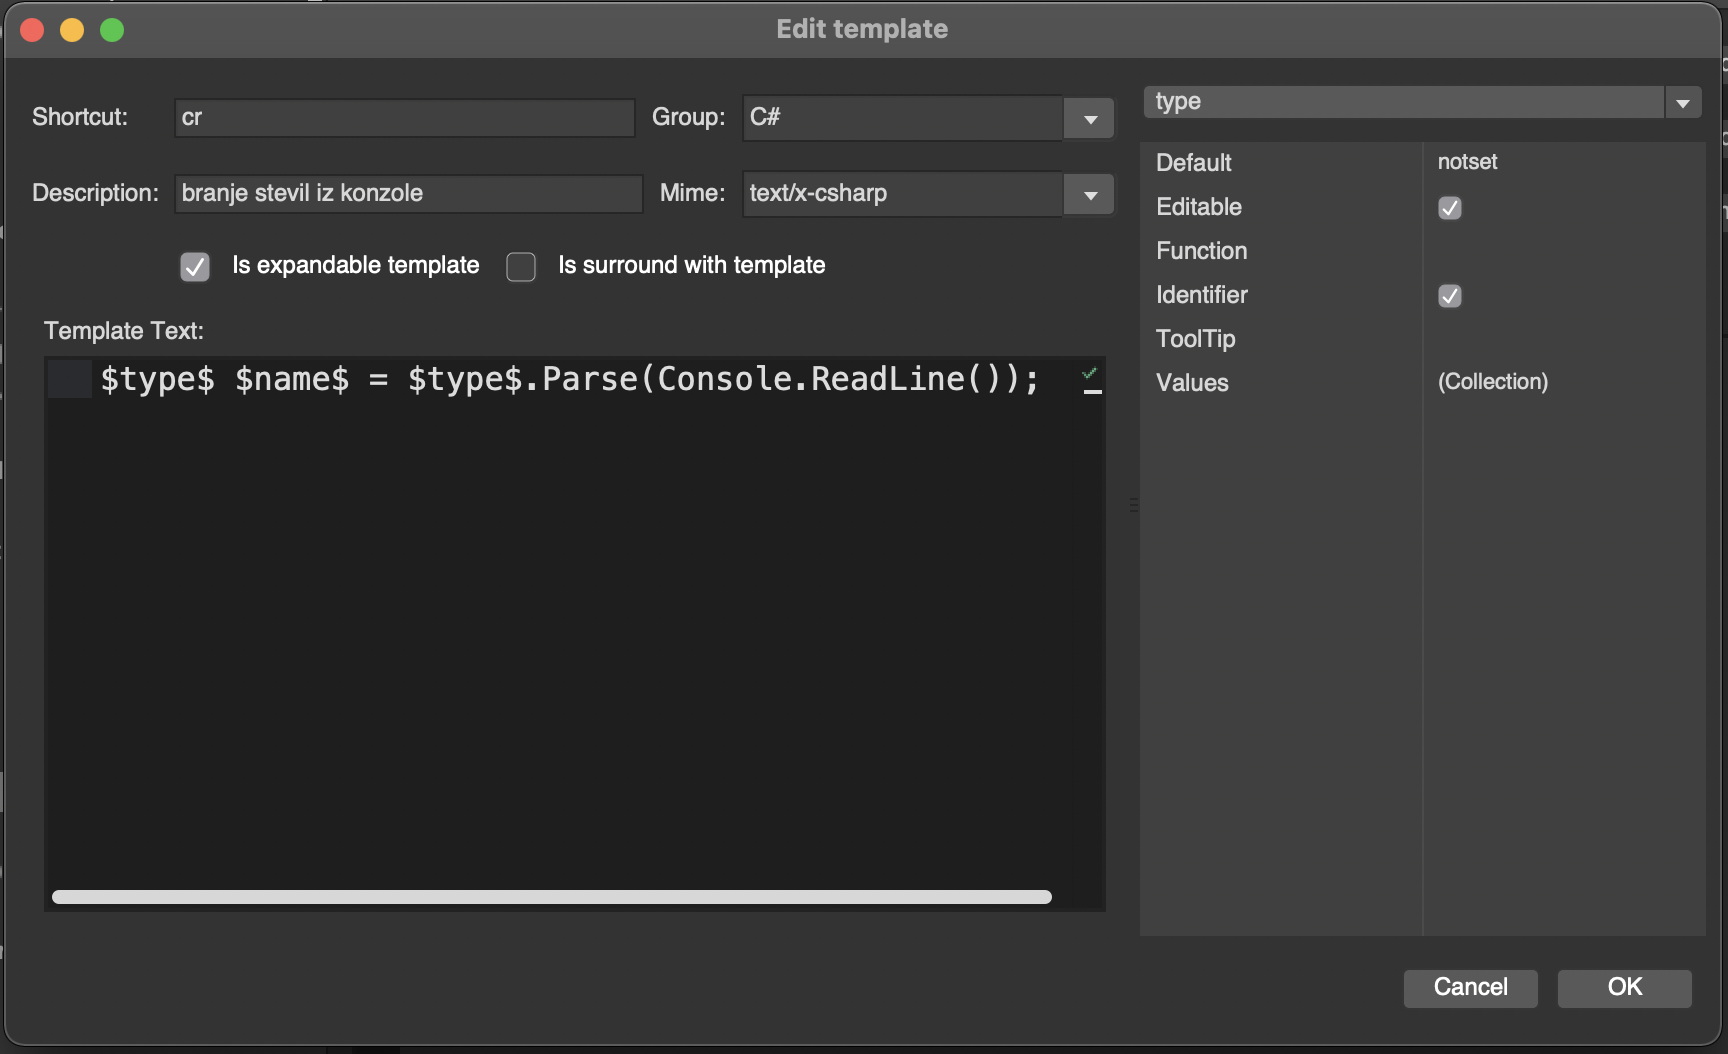 Edit template
Shortcut: cr Group: C#
Description: branje stevil iz konzole Mime: text/x-csharp
Is expandable template Is surround with template
Template Text:
$type$ $name$ = $type$.Parse(Console.ReadLine());
type
Default notset
Editable
Function
Identifier
ToolTip
Values (Collection)
Cancel OK